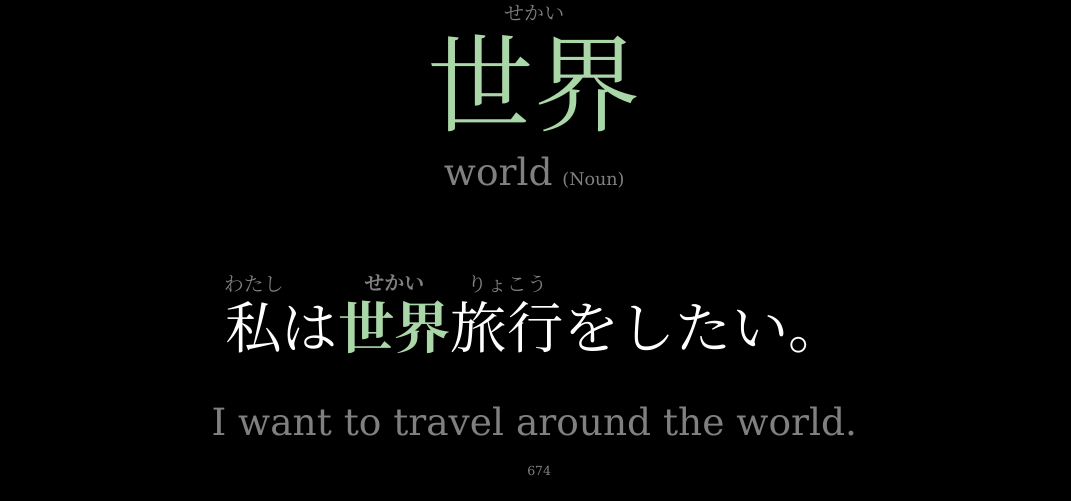 せかい
世界
world (Noun)
わたし せかい りょこう
私は世界旅行をしたい。
I want to travel around the world.
674